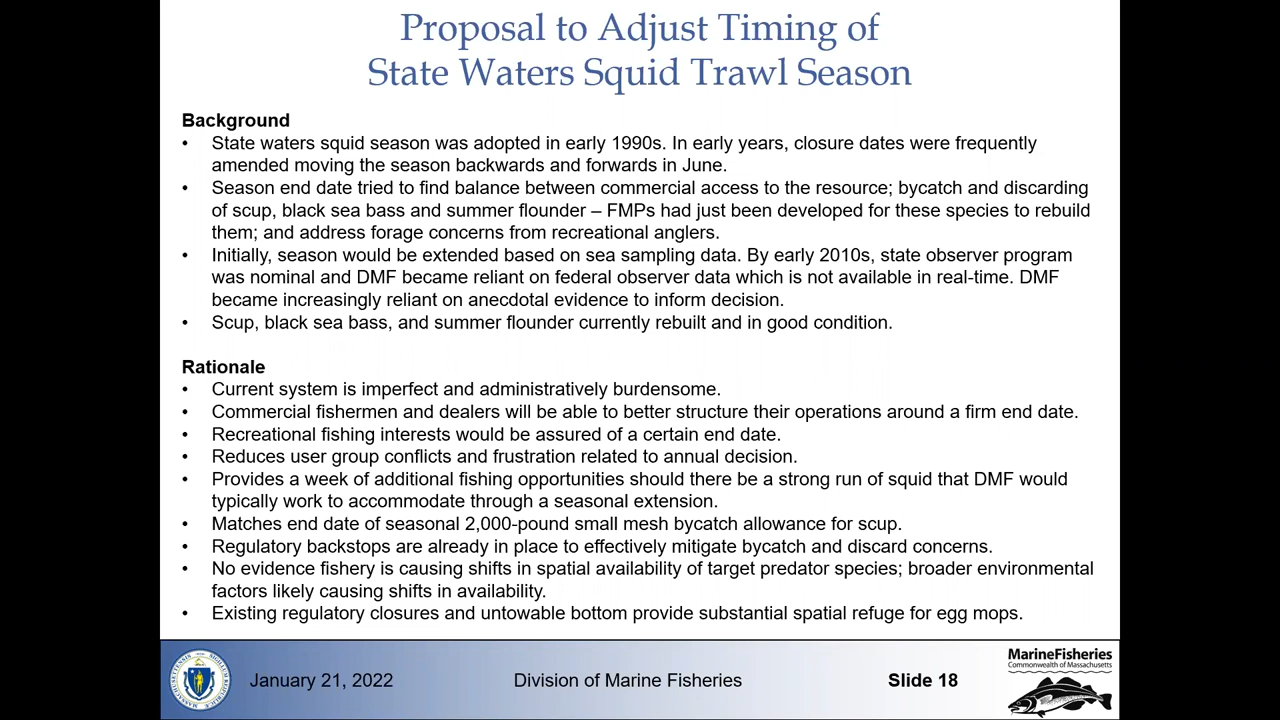 Proposal to Adjust Timing of
State Waters Squid Trawl Season
Background
• State waters squid season was adopted in early 1990s. In early years, closure dates were frequently
amended moving the season backwards and forwards in June.
• Season end date tried to find balance between commercial access to the resource; bycatch and discarding
of scup, black sea bass and summer flounder – FMPs had just been developed for these species to rebuild
them; and address forage concerns from recreational anglers.
• Initially, season would be extended based on sea sampling data. By early 2010s, state observer program
was nominal and DMF became reliant on federal observer data which is not available in real-time. DMF
became increasingly reliant on anecdotal evidence to inform decision.
• Scup, black sea bass, and summer flounder currently rebuilt and in good condition.
Rationale
• Current system is imperfect and administratively burdensome.
• Commercial fishermen and dealers will be able to better structure their operations around a firm end date.
• Recreational fishing interests would be assured of a certain end date.
• Reduces user group conflicts and frustration related to annual decision.
• Provides a week of additional fishing opportunities should there be a strong run of squid that DMF would
typically work to accommodate through a seasonal extension.
• Matches end date of seasonal 2,000-pound small mesh bycatch allowance for scup.
• Regulatory backstops are already in place to effectively mitigate bycatch and discard concerns.
• No evidence fishery is causing shifts in spatial availability of target predator species; broader environmental
factors likely causing shifts in availability.
• Existing regulatory closures and untowable bottom provide substantial spatial refuge for egg mops.
January 21, 2022
Division of Marine Fisheries
Slide 18
MarineFisheries
Commonwealth of Massachusetts